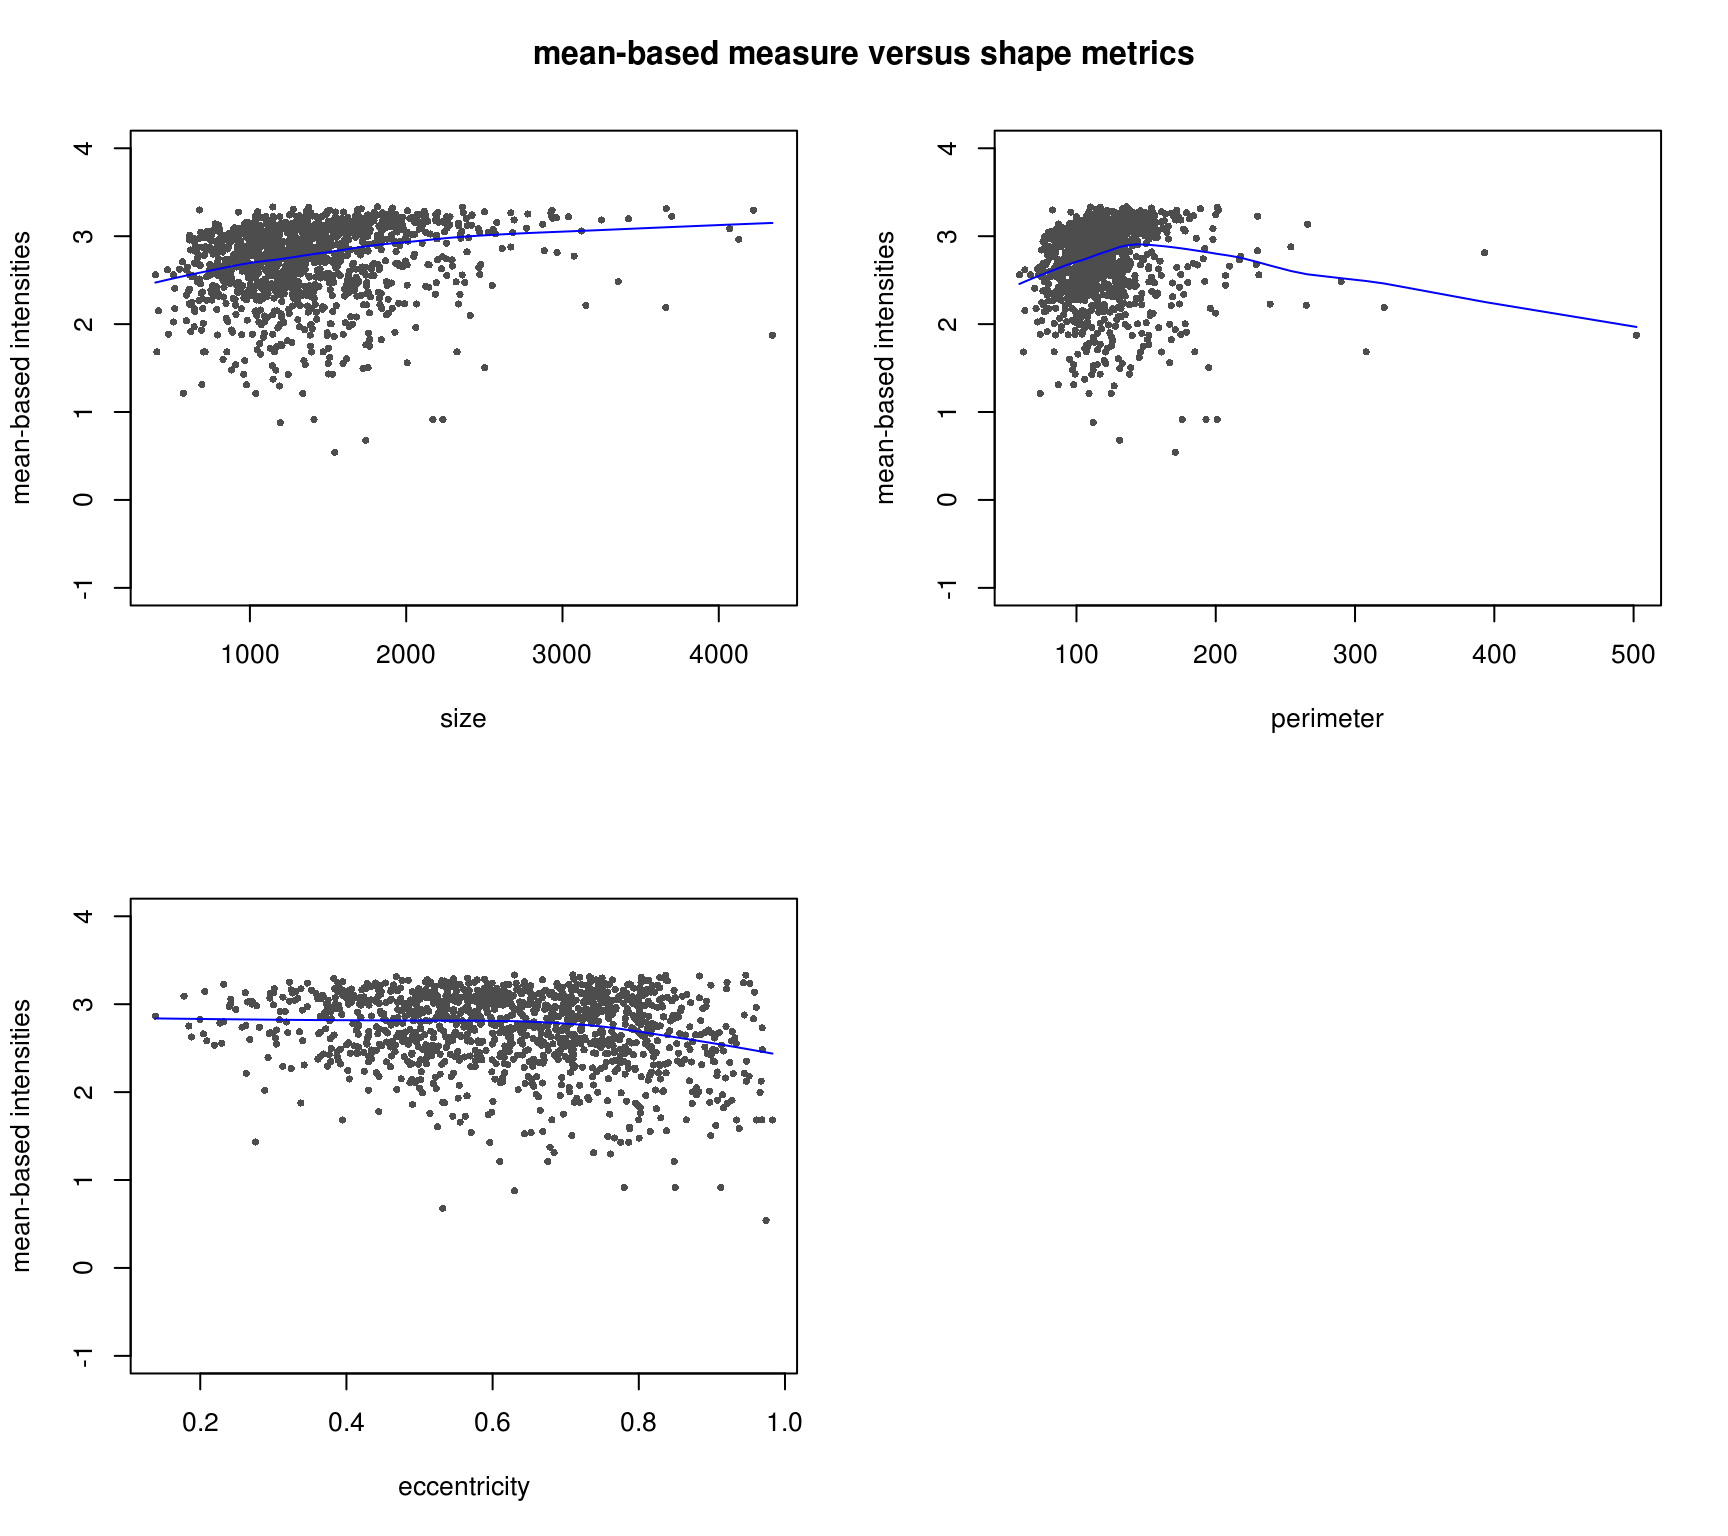 mean-based measure versus shape metrics
mean-based intensities
4
3
2
1
0
-1
1000 2000 3000 4000
size
mean-based intensities
4
3
2
1
0
-1
100 200 300 400 500
perimeter
mean-based intensities
4
3
2
1
0
-1
0.2 0.4 0.6 0.8 1.0
eccentricity